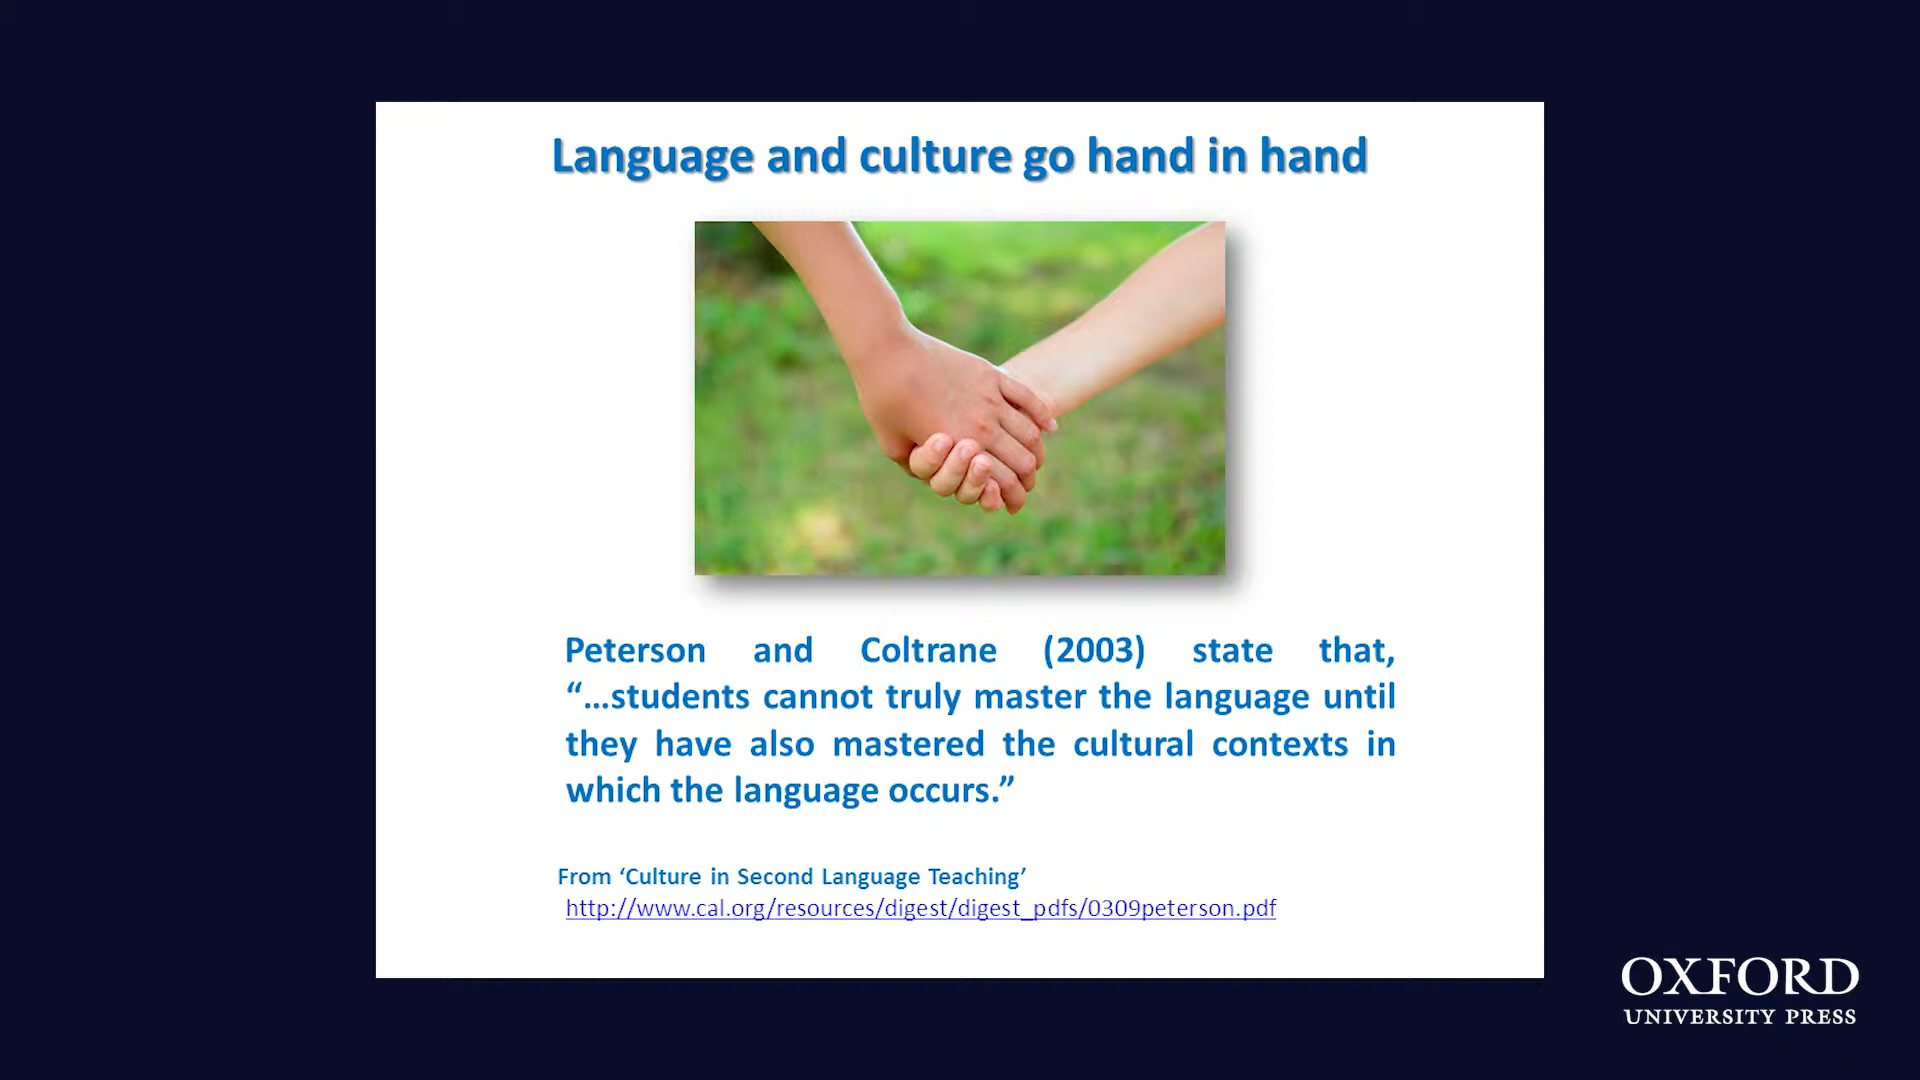 Language and culture go hand in hand
Peterson and Coltrane (2003) state that,
“…students cannot truly master the language until
they have also mastered the cultural contexts in
which the language occurs.”
From ‘Culture in Second Language Teaching’
http://www.cal.org/resources/digest/digest_pdfs/0309peterson.pdf
OXFORD
UNIVERSITY PRESS